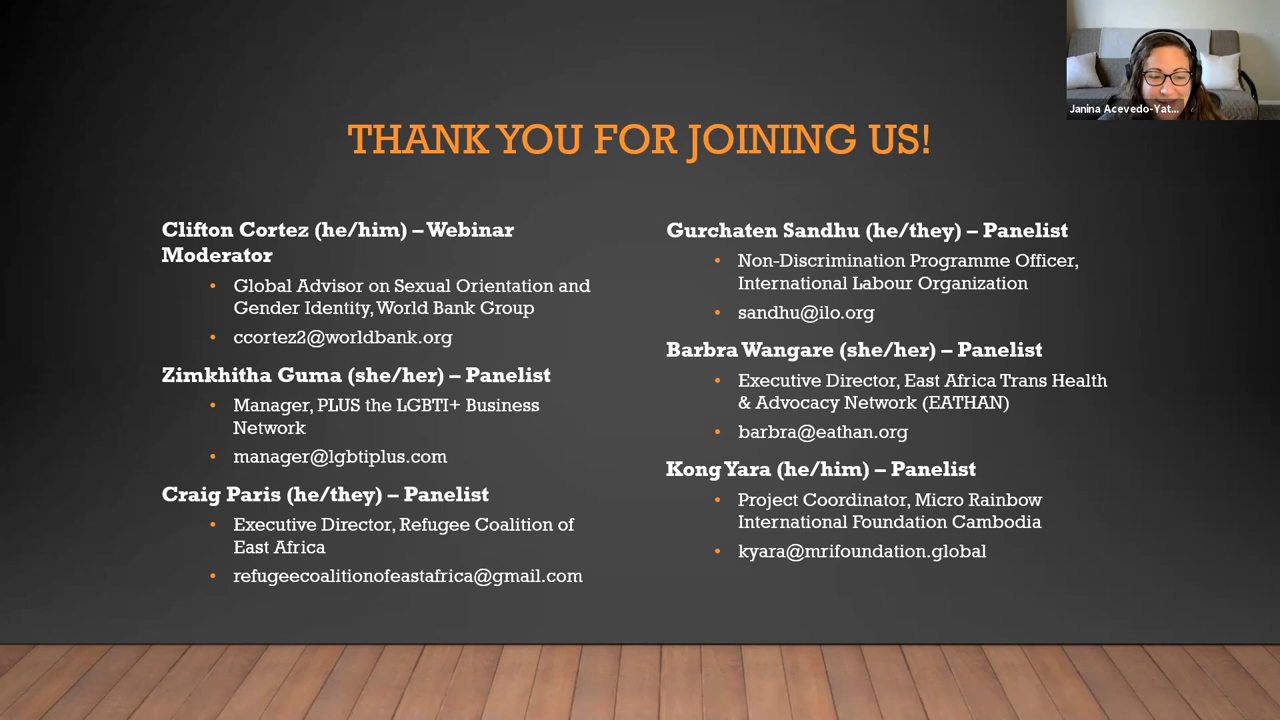 THANK YOU FOR JOINING US!
Clifton Cortez (he/him) – Webinar
Moderator
• Global Advisor on Sexual Orientation and
Gender Identity, World Bank Group
• ccortez2@worldbank.org
Zimkhitha Guma (she/her) – Panelist
• Manager, PLUS the LGBTI+ Business
Network
• manager@lgbtiplus.com
Craig Paris (he/they) – Panelist
• Executive Director, Refugee Coalition of
East Africa
• refugeecoalitionofeastafrica@gmail.com
Gurchaten Sandhu (he/they) – Panelist
• Non-Discrimination Programme Officer,
International Labour Organization
• sandhu@ilo.org
Barbra Wangare (she/her) – Panelist
• Executive Director, East Africa Trans Health
& Advocacy Network (EATHAN)
• barbra@eathan.org
Kong Yara (he/him) – Panelist
• Project Coordinator, Micro Rainbow
International Foundation Cambodia
• kyara@mrifoundation.global
Janina Acevedo-Yat...